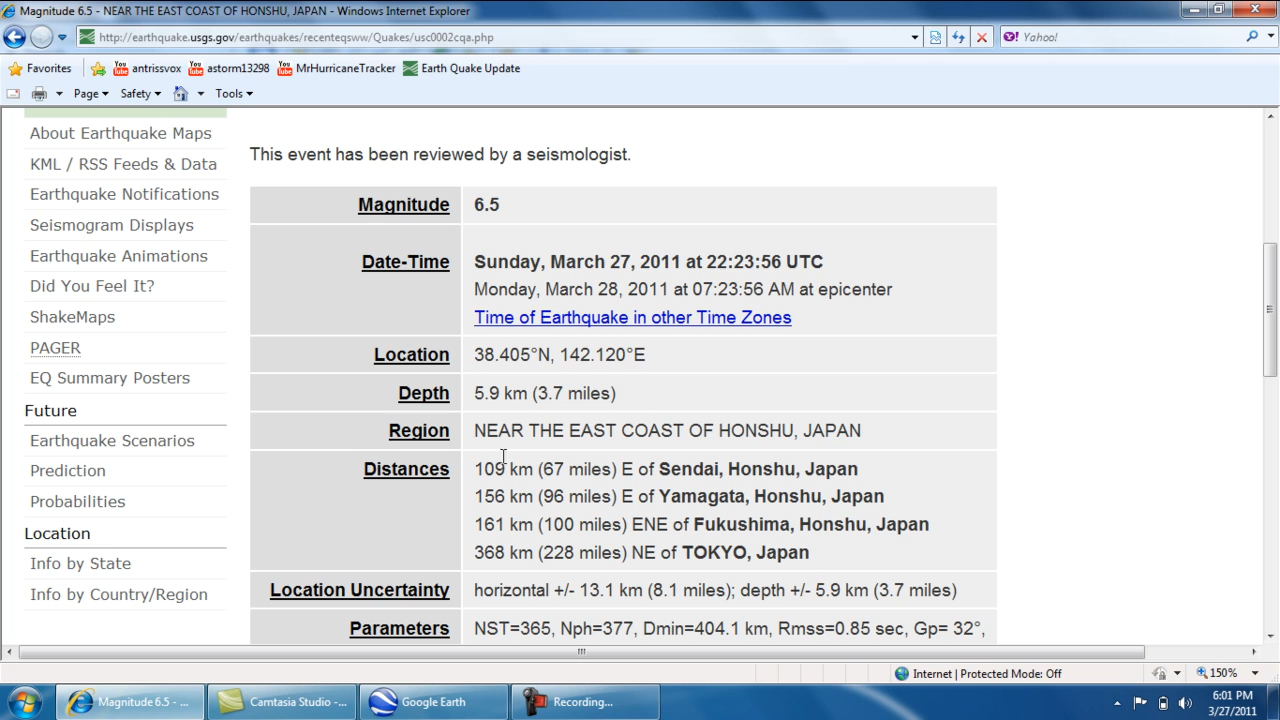 Magnitude 6.5 - NEAR THE EAST COAST OF HONSHU, JAPAN - Windows Internet Explorer
http://earthquake.usgs.gov/earthquakes/recenteqsww/Quakes/usc0002cqa.php
Yahoo!
Favorites
antrissvox
astorm13298
MrHurricaneTracker
Earth Quake Update
Page
Safety
Tools
About Earthquake Maps
KML / RSS Feeds & Data
Earthquake Notifications
Seismogram Displays
Earthquake Animations
Did You Feel It?
ShakeMaps
PAGER
EQ Summary Posters
Future
Earthquake Scenarios
Prediction
Probabilities
Location
Info by State
Info by Country/Region
This event has been reviewed by a seismologist.
Magnitude 6.5
Date-Time Sunday, March 27, 2011 at 22:23:56 UTC
Monday, March 28, 2011 at 07:23:56 AM at epicenter
Time of Earthquake in other Time Zones
Location 38.405°N, 142.120°E
Depth 5.9 km (3.7 miles)
Region NEAR THE EAST COAST OF HONSHU, JAPAN
Distances 109 km (67 miles) E of Sendai, Honshu, Japan
156 km (96 miles) E of Yamagata, Honshu, Japan
161 km (100 miles) ENE of Fukushima, Honshu, Japan
368 km (228 miles) NE of TOKYO, Japan
Location Uncertainty horizontal +/- 13.1 km (8.1 miles); depth +/- 5.9 km (3.7 miles)
Parameters NST=365, Nph=377, Dmin=404.1 km, Rmss=0.85 sec, Gp= 32°,
Internet | Protected Mode: Off
150%
Magnitude 6.5 - ...
Camtasia Studio - ...
Google Earth
Recording...
6:01 PM
3/27/2011